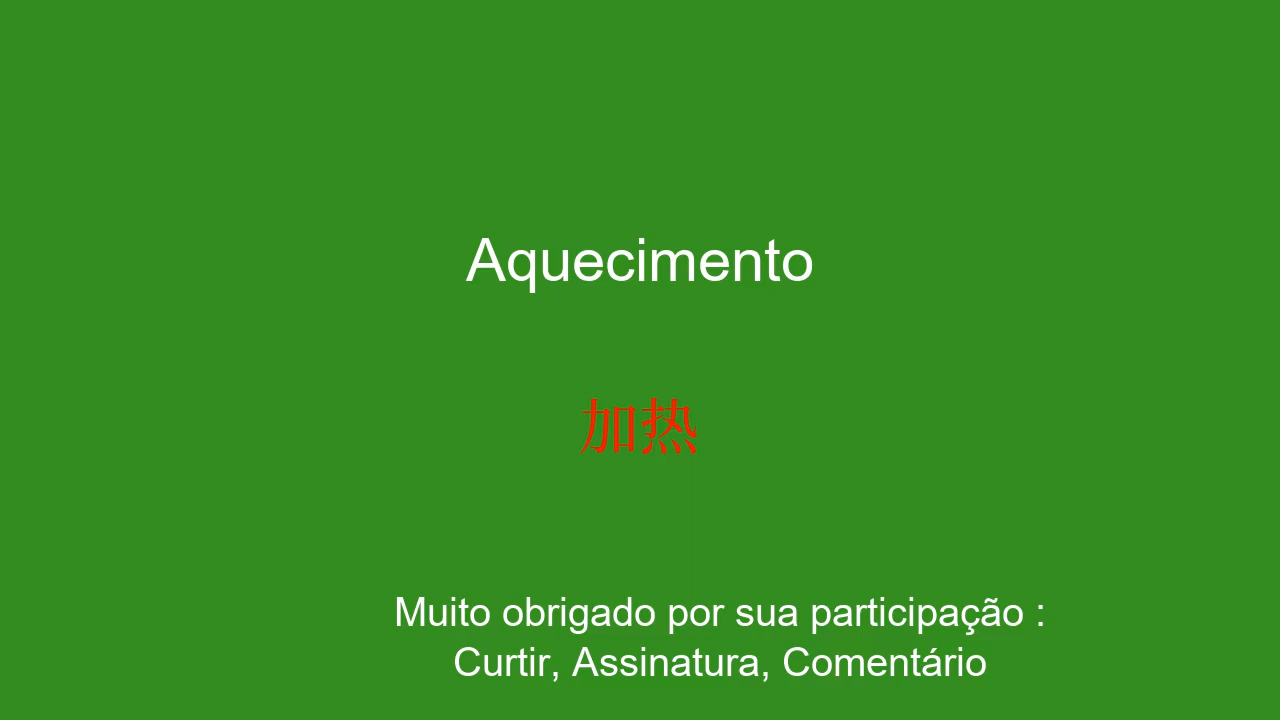 Aquecimento
加热
Muito obrigado por sua participação :
Curtir, Assinatura, Comentário